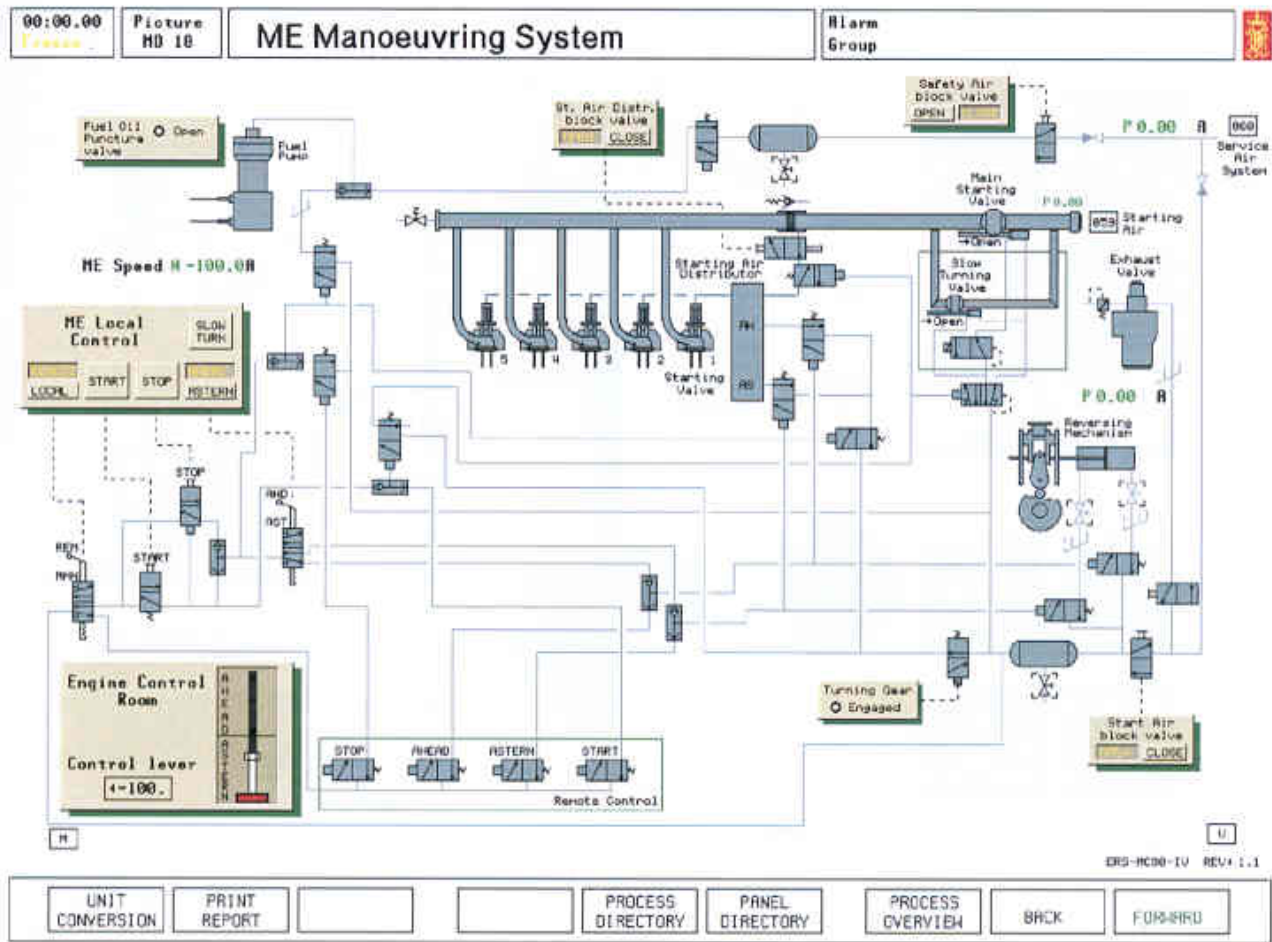 00:00.00
Freeze
Picture
MD 10
ME Manoeuvring System
Alarm
Group
Fuel Oil
Puncture
valve
Open
Fuel
Pump
St. Air Distr.
block valve
CLOSE
Safety Air
block valve
OPEN
P 0.00 A
060
Service
Air
System
Main
Starting
Valve
P 0.00
059
Starting
Air
→Open
ME Speed N -100.0R
Starting Air
Distributor
Slow
Turning
Valve
→Open
Exhaust
Valve
ME Local
Control
SLOW
TURN
LOCAL
START
STOP
ASTERN
5
4
3
2
1
Starting
Valve
AH
AS
P 0.00 A
Reversing
Mechanism
STOP
AHD
AST
REM
START
Engine Control
Room
AHEAD
ASTERN
Control lever
-100.
STOP
AHEAD
ASTERN
START
Remote Control
Turning Gear
Engaged
Start Air
block valve
CLOSE
M
U
ERS-MC90-IV REV# 1.1
UNIT
CONVERSION
PRINT
REPORT
PROCESS
DIRECTORY
PANEL
DIRECTORY
PROCESS
OVERVIEW
BACK
FORWARD